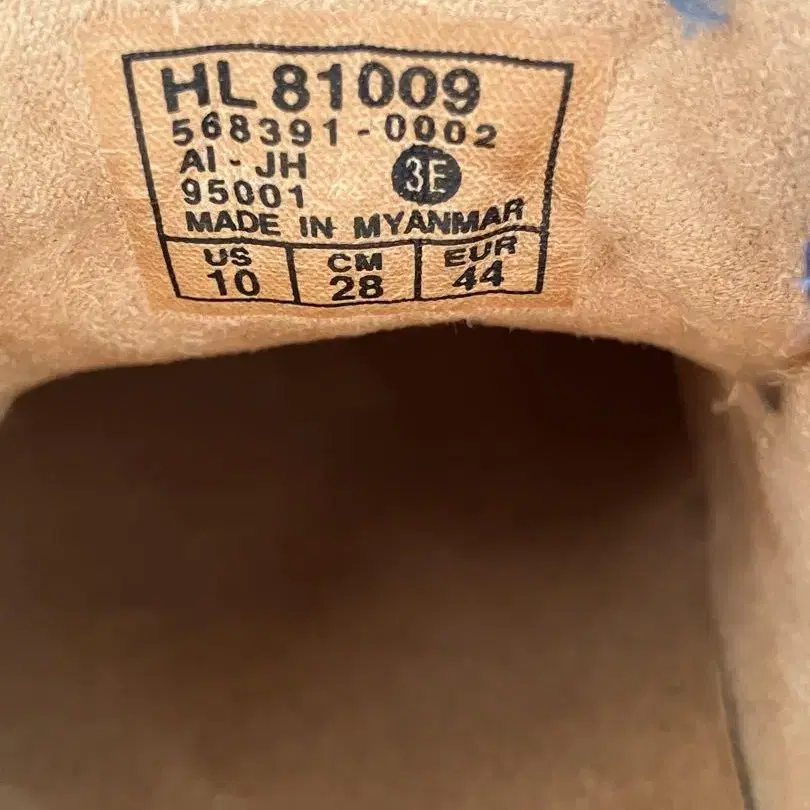 HL 81009
568391-0002
AI-JH
3E
95001
MADE IN MYANMAR
US CM EUR
10 28 44